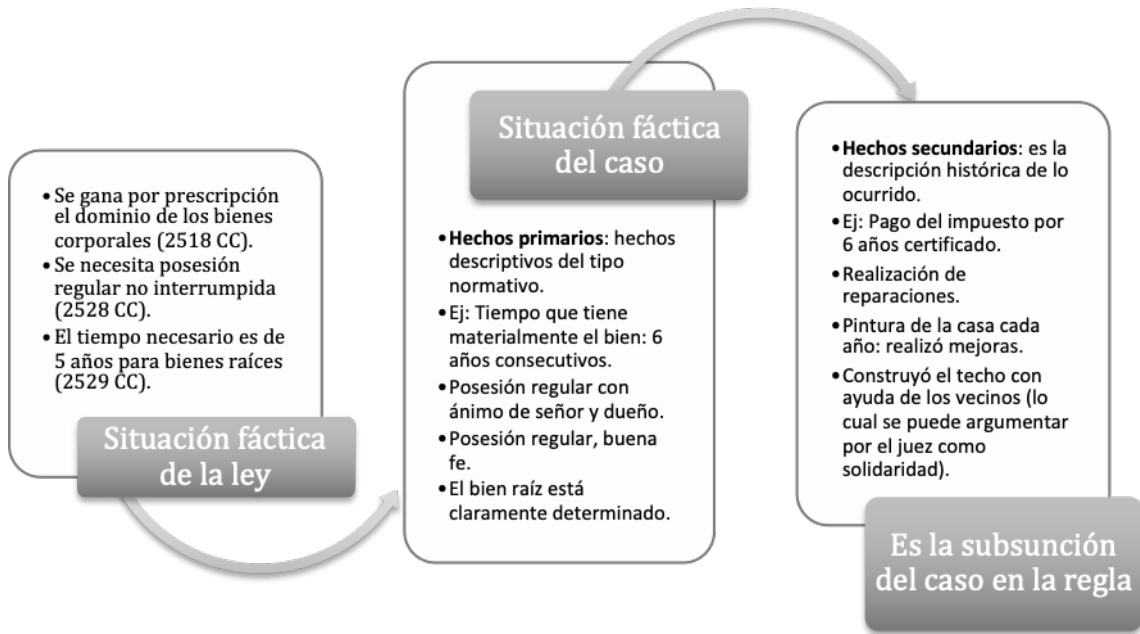 • Se gana por prescripción
el dominio de los bienes
corporales (2518 CC).
• Se necesita posesión
regular no interrumpida
(2528 CC).
• El tiempo necesario es de
5 años para bienes raíces
(2529 CC).
Situación fáctica
de la ley
Situación fáctica
del caso
• Hechos primarios: hechos
descriptivos del tipo
normativo.
• Ej: Tiempo que tiene
materialmente el bien: 6
años consecutivos.
• Posesión regular con
ánimo de señor y dueño.
• Posesión regular, buena
fe.
• El bien raíz está
claramente determinado.
• Hechos secundarios: es la
descripción histórica de lo
ocurrido.
• Ej: Pago del impuesto por
6 años certificado.
• Realización de
reparaciones.
• Pintura de la casa cada
año: realizó mejoras.
• Construyó el techo con
ayuda de los vecinos (lo
cual se puede argumentar
por el juez como
solidaridad).
Es la subsunción
del caso en la regla